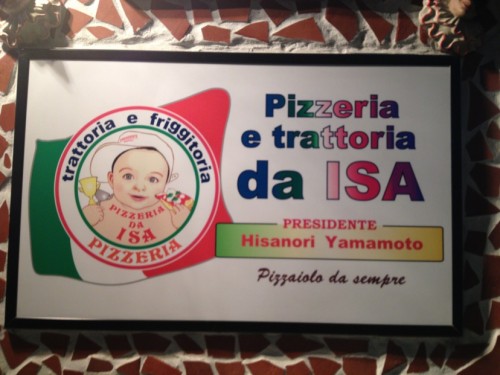 trattoria e friggitoria
PIZZERIA
DA
ISA
PIZZERIA
Pizzeria
e trattoria
da ISA
PRESIDENTE
Hisanori Yamamoto
Pizzaiolo da sempre